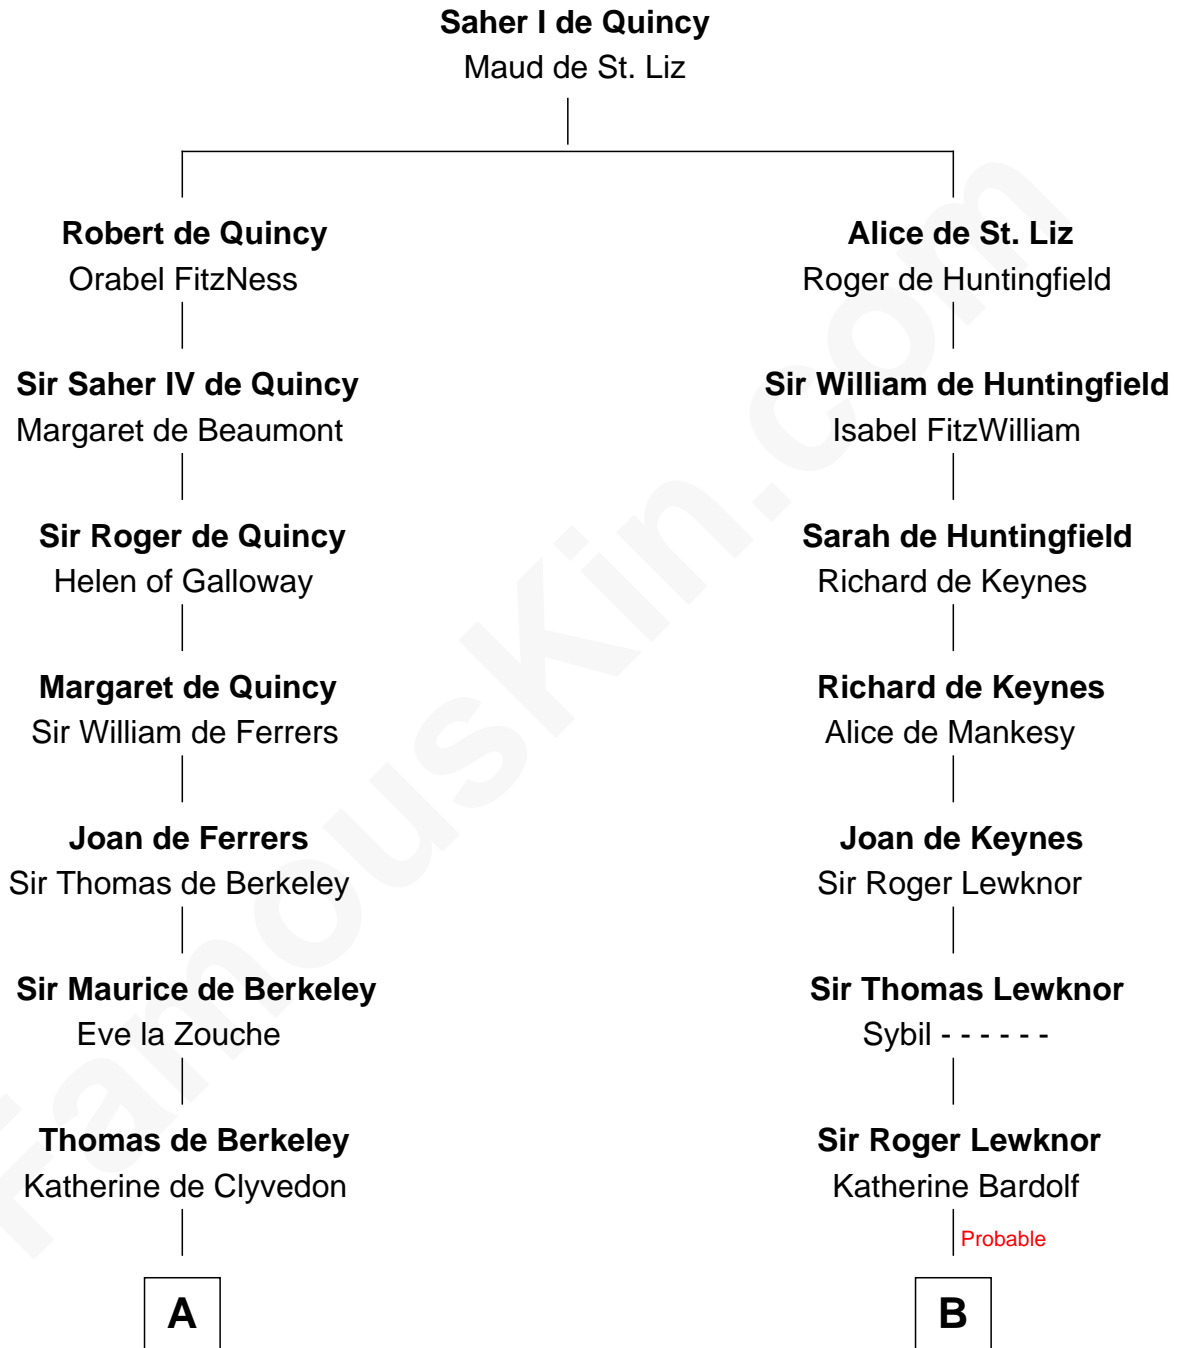 Saher I de Quincy
Maud de St. Liz
Robert de Quincy
Orabel FitzNess
Alice de St. Liz
Roger de Huntingfield
Sir Saher IV de Quincy
Margaret de Beaumont
Sir William de Huntingfield
Isabel FitzWilliam
Sir Roger de Quincy
Helen of Galloway
Sarah de Huntingfield
Richard de Keynes
Margaret de Quincy
Sir William de Ferrers
Richard de Keynes
Alice de Mankesy
Joan de Ferrers
Sir Thomas de Berkeley
Joan de Keynes
Sir Roger Lewknor
Sir Maurice de Berkeley
Eve la Zouche
Sir Thomas Lewknor
Sybil - - - - - -
Thomas de Berkeley
Katherine de Clyvedon
Sir Roger Lewknor
Katherine Bardolf
Probable
A
B
FamousKin.com